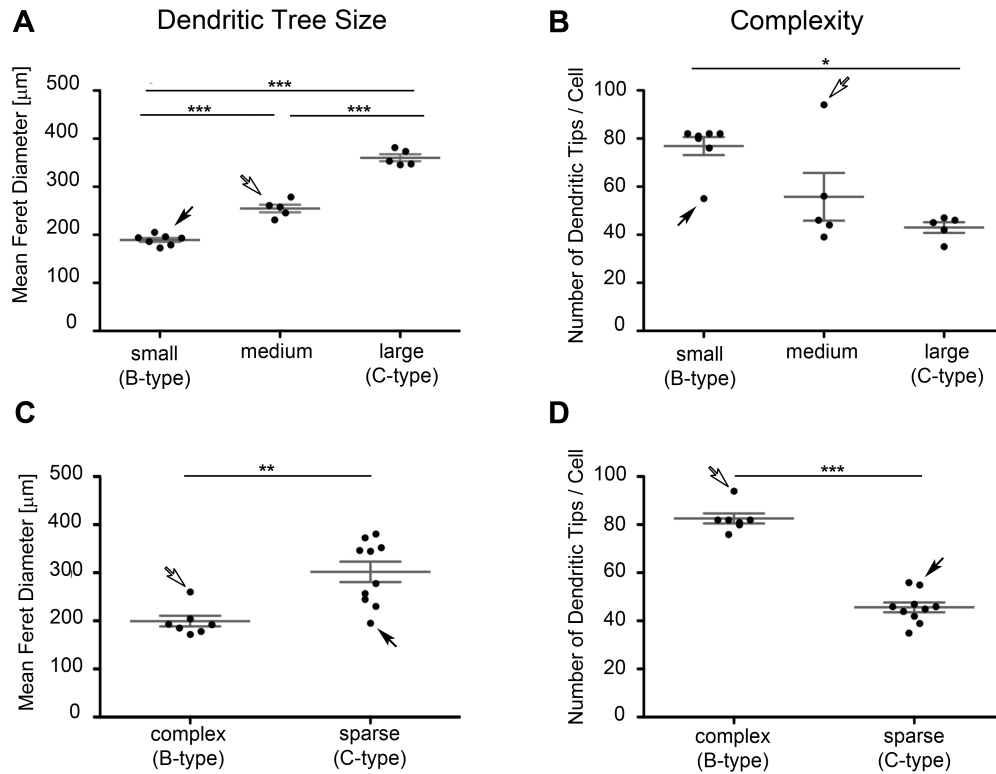 A
Dendritic Tree Size
Mean Feret Diameter [µm]
500
400
300
200
100
0
***
***
***
small
(B-type)
medium
large
(C-type)
B
Complexity
Number of Dendritic Tips / Cell
100
80
60
40
20
0
*
small
(B-type)
medium
large
(C-type)
C
Mean Feret Diameter [µm]
500
400
300
200
100
0
**
complex
(B-type)
sparse
(C-type)
D
Number of Dendritic Tips / Cell
100
80
60
40
20
0
***
complex
(B-type)
sparse
(C-type)